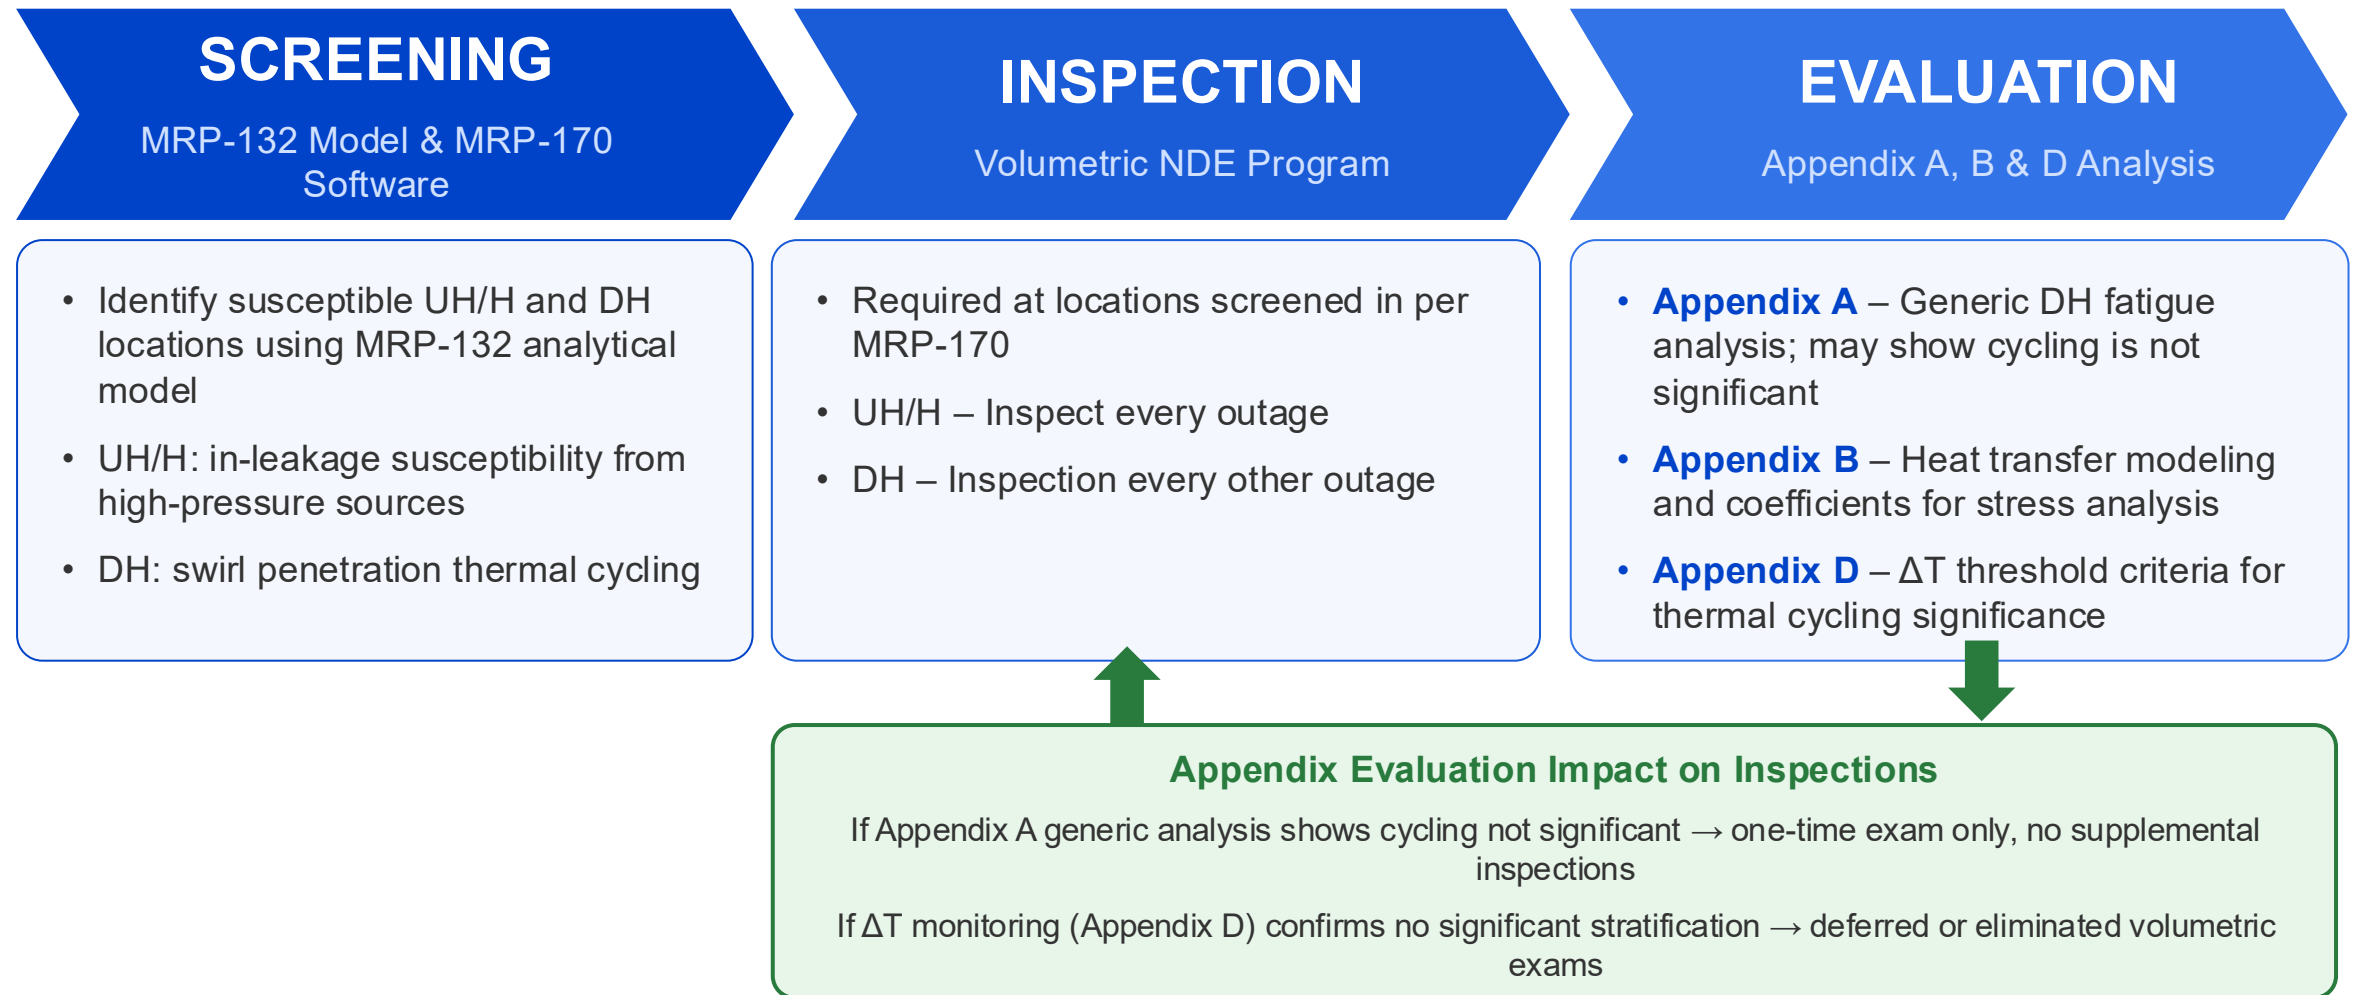 SCREENING
MRP-132 Model & MRP-170
Software
INSPECTION
Volumetric NDE Program
EVALUATION
Appendix A, B & D Analysis
• Identify susceptible UH/H and DH
locations using MRP-132 analytical
model
• UH/H: in-leakage susceptibility from
high-pressure sources
• DH: swirl penetration thermal cycling
• Required at locations screened in per
MRP-170
• UH/H – Inspect every outage
• DH – Inspection every other outage
• Appendix A – Generic DH fatigue
analysis; may show cycling is not
significant
• Appendix B – Heat transfer modeling
and coefficients for stress analysis
• Appendix D – ΔT threshold criteria for
thermal cycling significance
Appendix Evaluation Impact on Inspections
If Appendix A generic analysis shows cycling not significant → one-time exam only, no supplemental
inspections
If ΔT monitoring (Appendix D) confirms no significant stratification → deferred or eliminated volumetric
exams